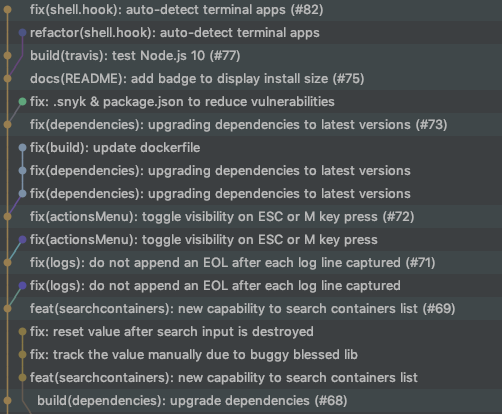 fix(shell.hook): auto-detect terminal apps (#82)
refactor(shell.hook): auto-detect terminal apps
build(travis): test Node.js 10 (#77)
docs(README): add badge to display install size (#75)
fix: .snyk & package.json to reduce vulnerabilities
fix(dependencies): upgrading dependencies to latest versions (#73)
fix(build): update dockerfile
fix(dependencies): upgrading dependencies to latest versions
fix(dependencies): upgrading dependencies to latest versions
fix(actionsMenu): toggle visibility on ESC or M key press (#72)
fix(actionsMenu): toggle visibility on ESC or M key press
fix(logs): do not append an EOL after each log line captured (#71)
fix(logs): do not append an EOL after each log line captured
feat(searchcontainers): new capability to search containers list (#69)
fix: reset value after search input is destroyed
fix: track the value manually due to buggy blessed lib
feat(searchcontainers): new capability to search containers list
build(dependencies): upgrade dependencies (#68)